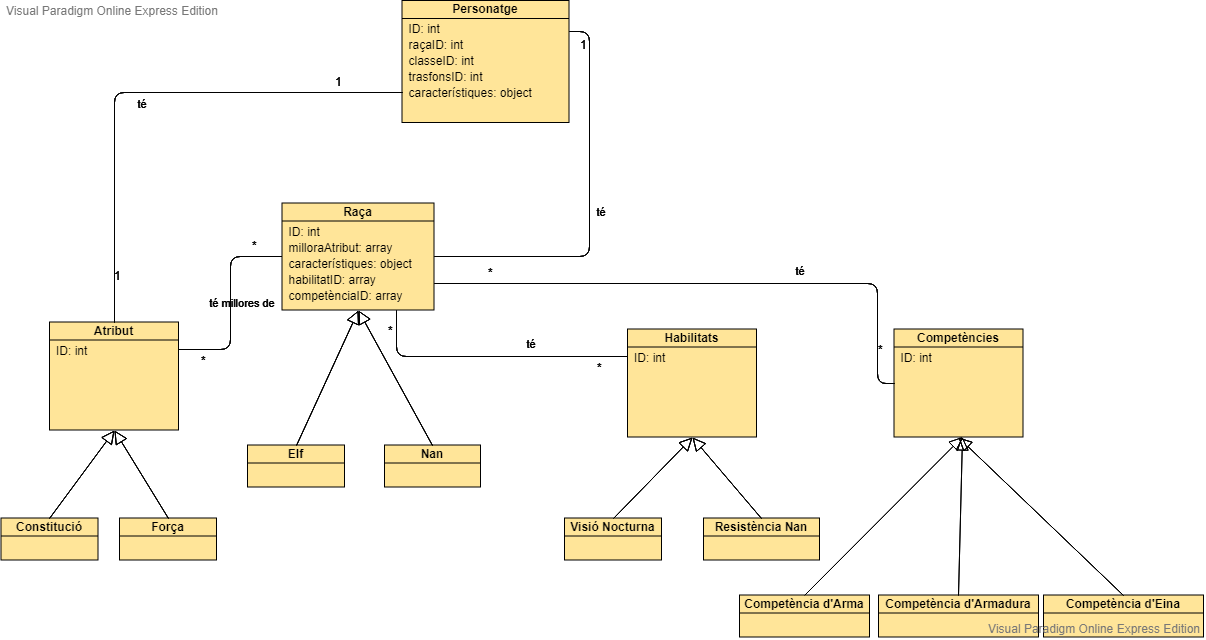 Visual Paradigm Online Express Edition
Personatge
ID: int
raçaID: int
classeID: int
trasfonsID: int
característiques: object
1
1
té
té
Raça
ID: int
milloraAtribut: array
característiques: object
habilitatID: array
competènciaID: array
*
*
té
1
té millores de
Atribut
ID: int
*
*
té
*
Habilitats
ID: int
*
Competències
ID: int
Elf
Nan
Constitució
Força
Visió Nocturna
Resistència Nan
Competència d'Arma
Competència d'Armadura
Competència d'Eina
Visual Paradigm Online Express Edition